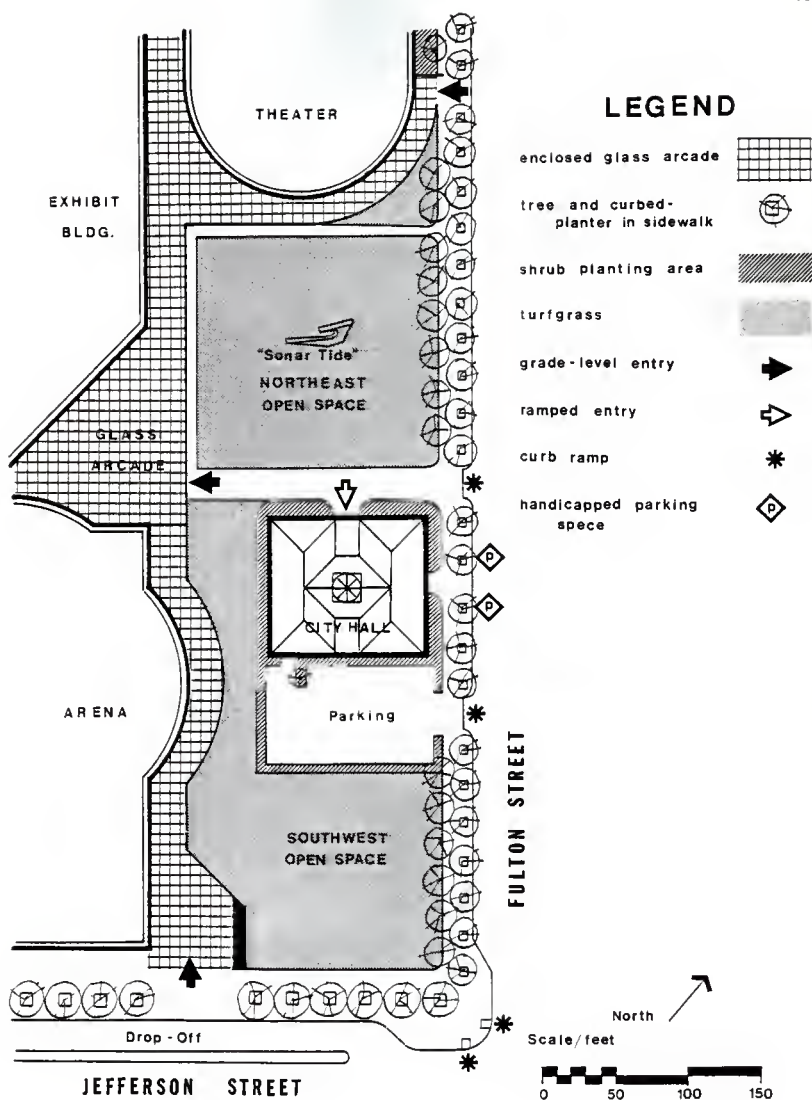 THEATER
EXHIBIT
BLDG.
"Sonar Tide"
NORTHEAST
OPEN SPACE
GLASS
ARCADE
CITY HALL
ARENA
Parking
SOUTHWEST
OPEN SPACE
FULTON STREET
Drop-Off
JEFFERSON STREET
LEGEND
enclosed glass arcade
tree and curbed-
planter in sidewalk
shrub planting area
turfgrass
grade-level entry
ramped entry
curb ramp
handicapped parking
spece
P
P
P
North
Scale/feet
0 50 100 150